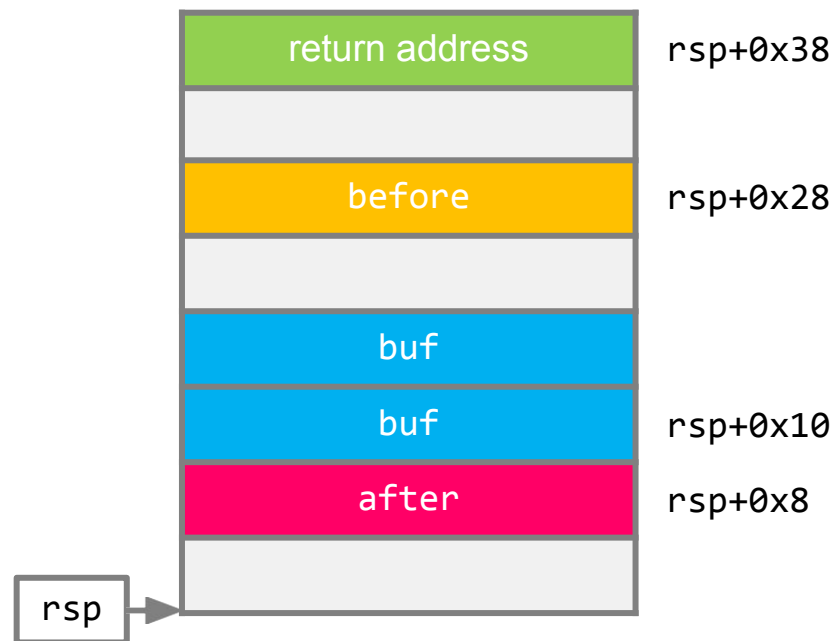 return address rsp+0x38
before rsp+0x28
buf
buf rsp+0x10
after rsp+0x8
rsp